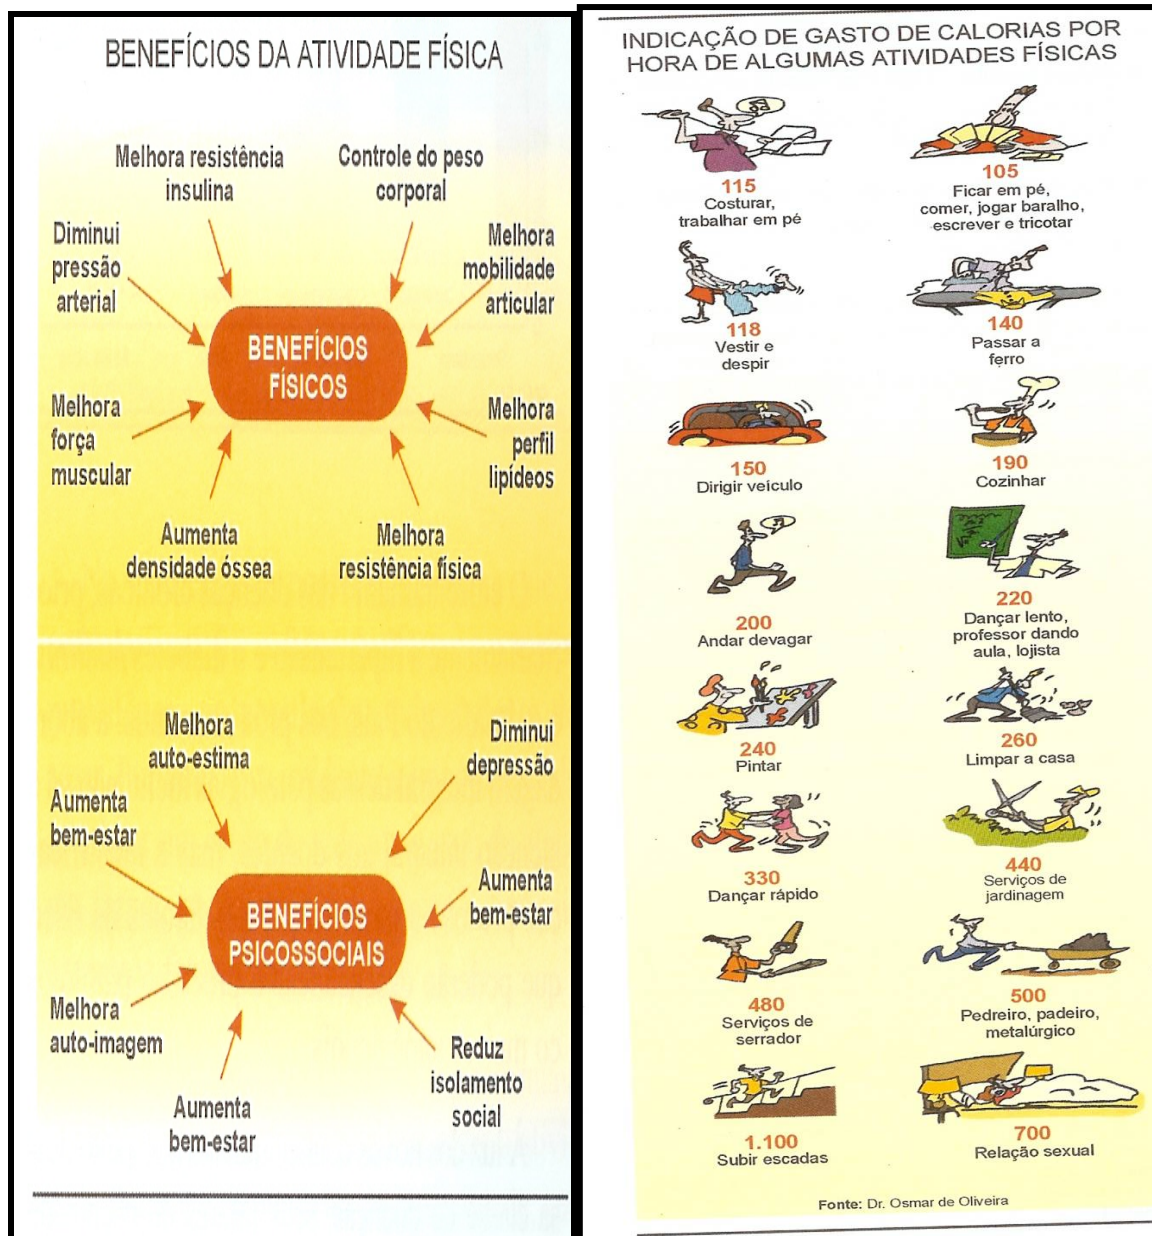 BENEFÍCIOS DA ATIVIDADE FÍSICA
Melhora resistência
insulina
Controle do peso
corporal
Diminui
pressão
arterial
Melhora
mobilidade
articular
BENEFÍCIOS
FÍSICOS
Melhora
força
muscular
Melhora
perfil
lipídeos
Aumenta
densidade óssea
Melhora
resistência física
Melhora
auto-estima
Diminui
depressão
Aumenta
bem-estar
Aumenta
bem-estar
BENEFÍCIOS
PSICOSSOCIAIS
Melhora
auto-imagem
Reduz
isolamento
social
Aumenta
bem-estar
INDICAÇÃO DE GASTO DE CALORIAS POR
HORA DE ALGUMAS ATIVIDADES FÍSICAS
115
Costurar,
trabalhar em pé
105
Ficar em pé,
comer, jogar baralho,
escrever e tricotar
118
Vestir e
despir
140
Passar a
ferro
150
Dirigir veículo
190
Cozinhar
200
Andar devagar
220
Dançar lento,
professor dando
aula, lojista
240
Pintar
260
Limpar a casa
330
Dançar rápido
440
Serviços de
jardinagem
480
Serviços de
serrador
500
Pedreiro, padeiro,
metalúrgico
1.100
Subir escadas
700
Relação sexual
Fonte: Dr. Osmar de Oliveira